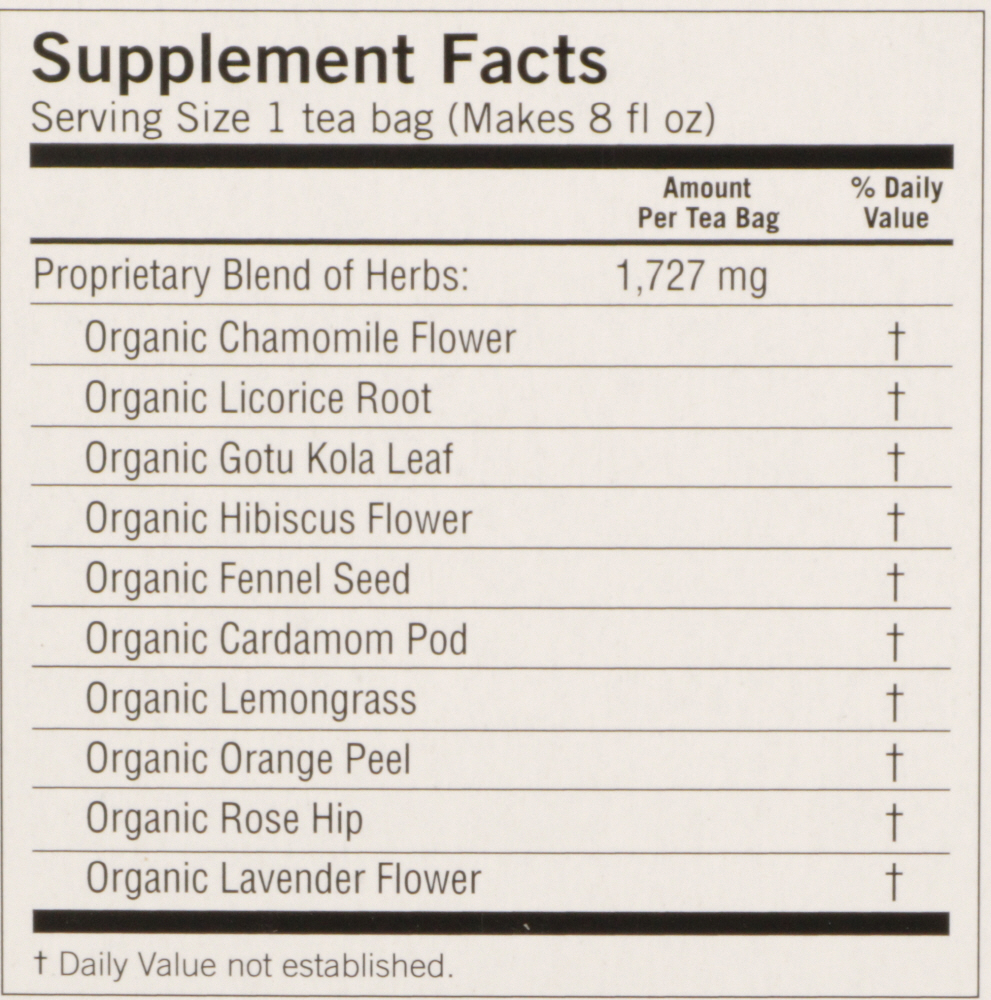 Supplement Facts
Serving Size 1 tea bag (Makes 8 fl oz)
Amount Per Tea Bag
% Daily Value
Proprietary Blend of Herbs: 1,727 mg
Organic Chamomile Flower †
Organic Licorice Root †
Organic Gotu Kola Leaf †
Organic Hibiscus Flower †
Organic Fennel Seed †
Organic Cardamom Pod †
Organic Lemongrass †
Organic Orange Peel †
Organic Rose Hip †
Organic Lavender Flower †
† Daily Value not established.